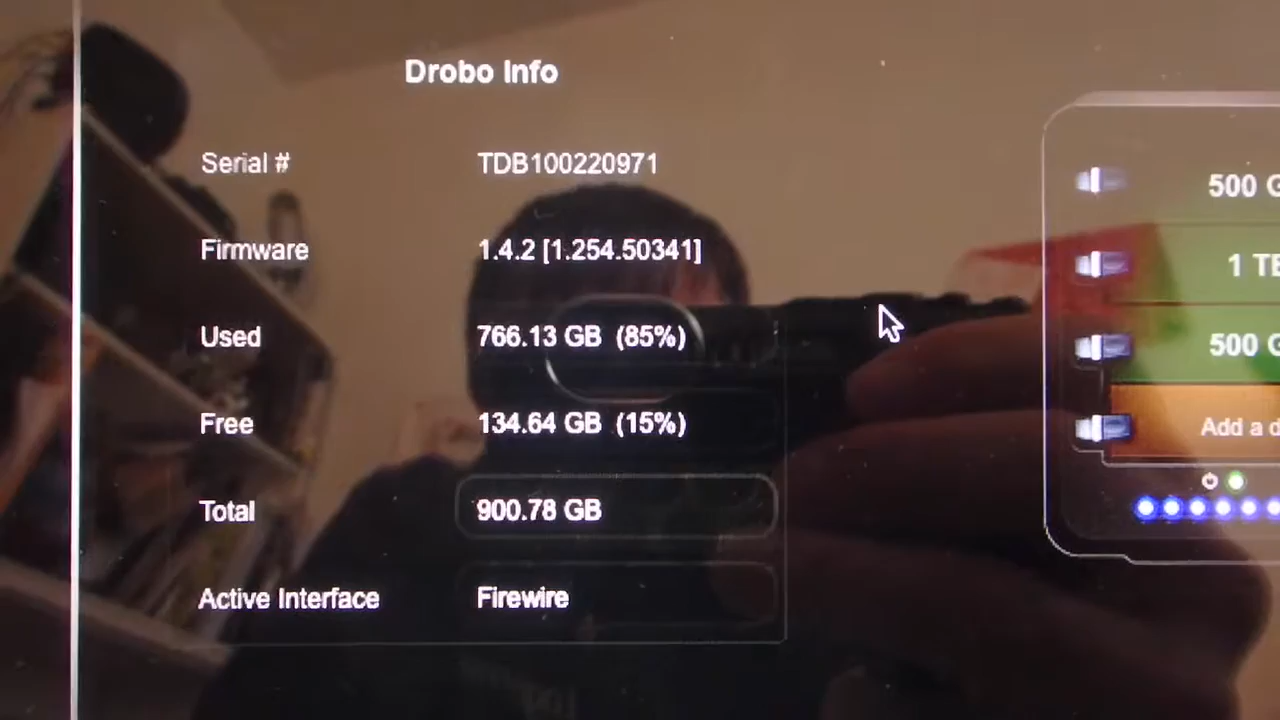 Drobo Info
Serial # TDB100220971
Firmware 1.4.2 [1.254.50341]
Used 766.13 GB (85%)
Free 134.64 GB (15%)
Total 900.78 GB
Active Interface Firewire
500 G
1 TB
500 G
Add a d